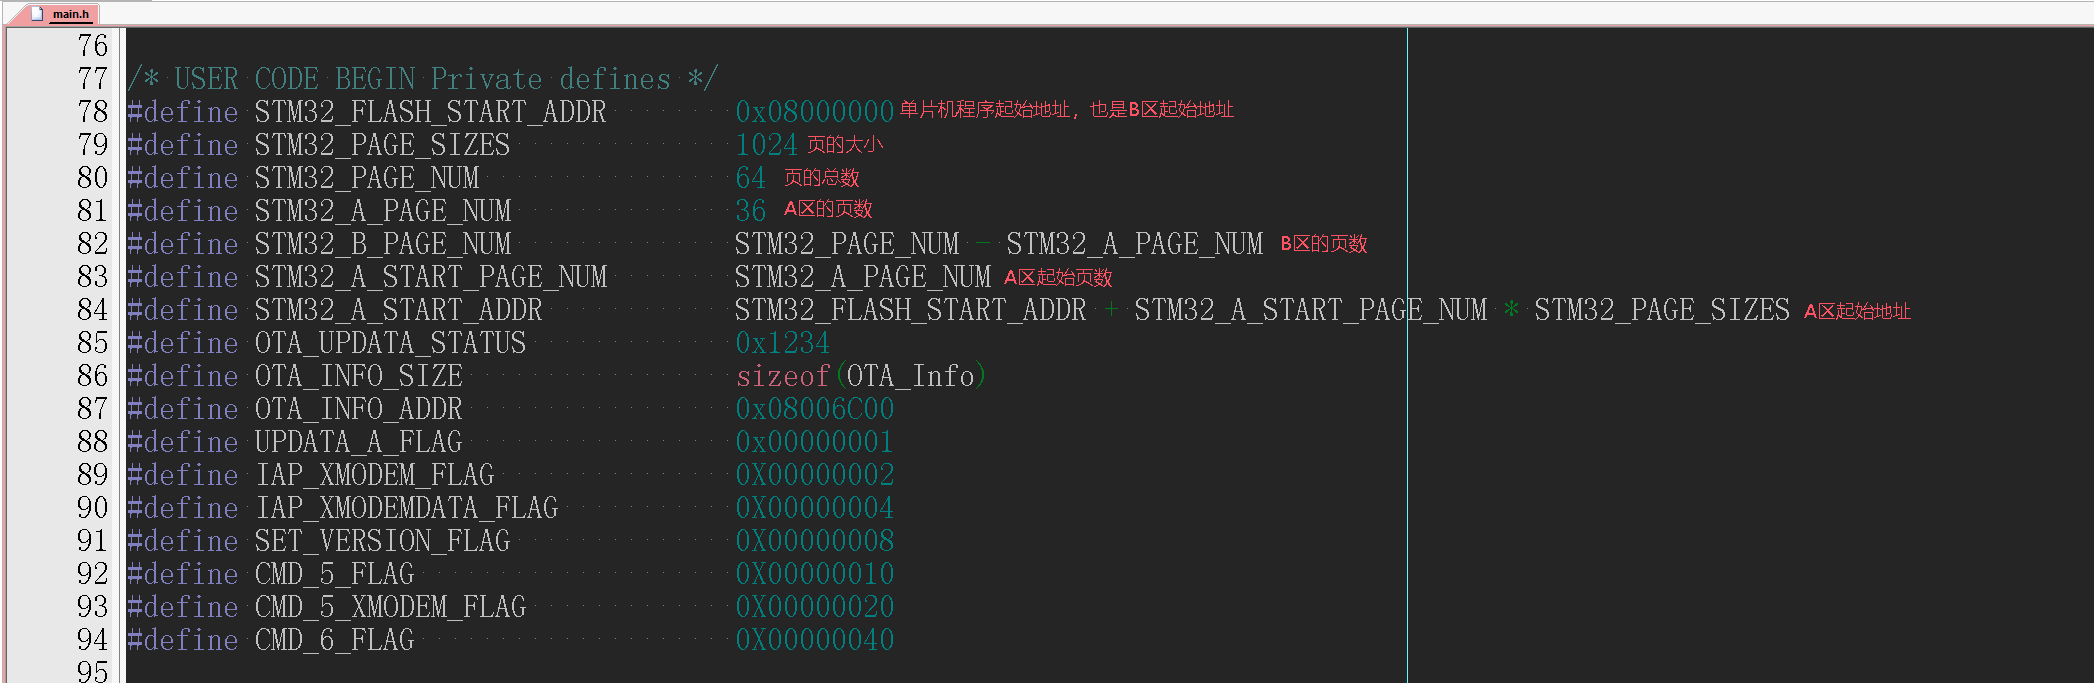 main.h
76
77 /* USER CODE BEGIN Private defines */
78 #define STM32_FLASH_START_ADDR 0x08000000 单片机程序起始地址，也是B区起始地址
79 #define STM32_PAGE_SIZES 1024 页的大小
80 #define STM32_PAGE_NUM 64 页的总数
81 #define STM32_A_PAGE_NUM 36 A区的页数
82 #define STM32_B_PAGE_NUM STM32_PAGE_NUM - STM32_A_PAGE_NUM B区的页数
83 #define STM32_A_START_PAGE_NUM STM32_A_PAGE_NUM A区起始页数
84 #define STM32_A_START_ADDR STM32_FLASH_START_ADDR + STM32_A_START_PAGE_NUM * STM32_PAGE_SIZES A区起始地址
85 #define OTA_UPDATA_STATUS 0x1234
86 #define OTA_INFO_SIZE sizeof(OTA_Info)
87 #define OTA_INFO_ADDR 0x08006C00
88 #define UPDATA_A_FLAG 0x00000001
89 #define IAP_XMODEM_FLAG 0X00000002
90 #define IAP_XMODEMDATA_FLAG 0X00000004
91 #define SET_VERSION_FLAG 0X00000008
92 #define CMD_5_FLAG 0X00000010
93 #define CMD_5_XMODEM_FLAG 0X00000020
94 #define CMD_6_FLAG 0X00000040
95